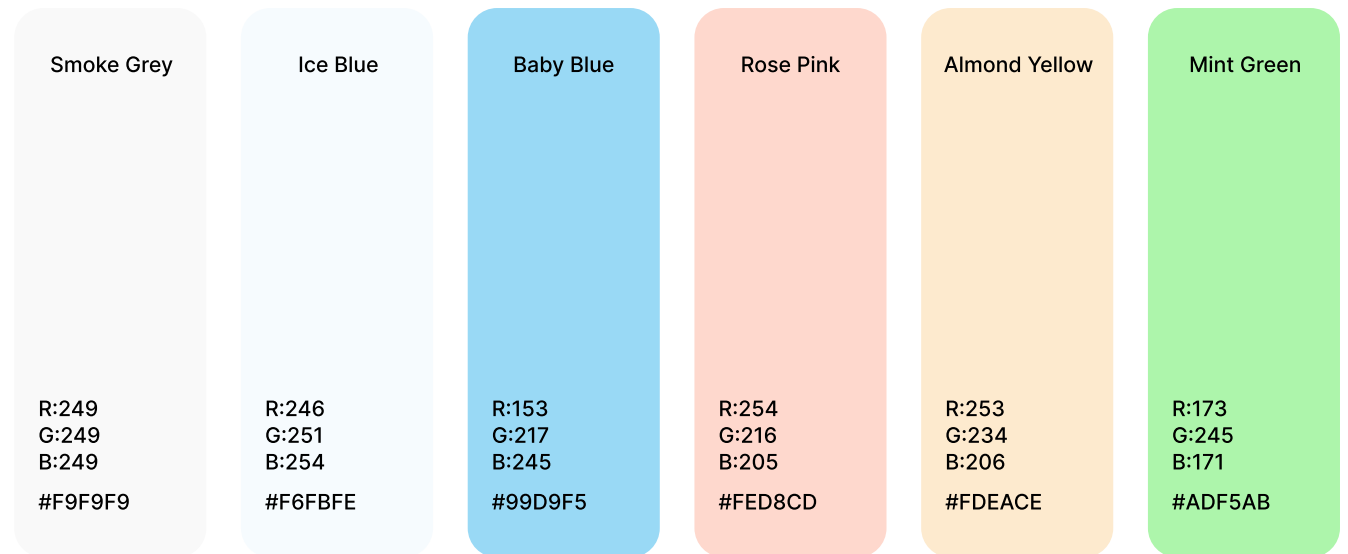 Smoke Grey
R:249
G:249
B:249
#F9F9F9
Ice Blue
R:246
G:251
B:254
#F6FBFE
Baby Blue
R:153
G:217
B:245
#99D9F5
Rose Pink
R:254
G:216
B:205
#FED8CD
Almond Yellow
R:253
G:234
B:206
#FDEACE
Mint Green
R:173
G:245
B:171
#ADF5AB